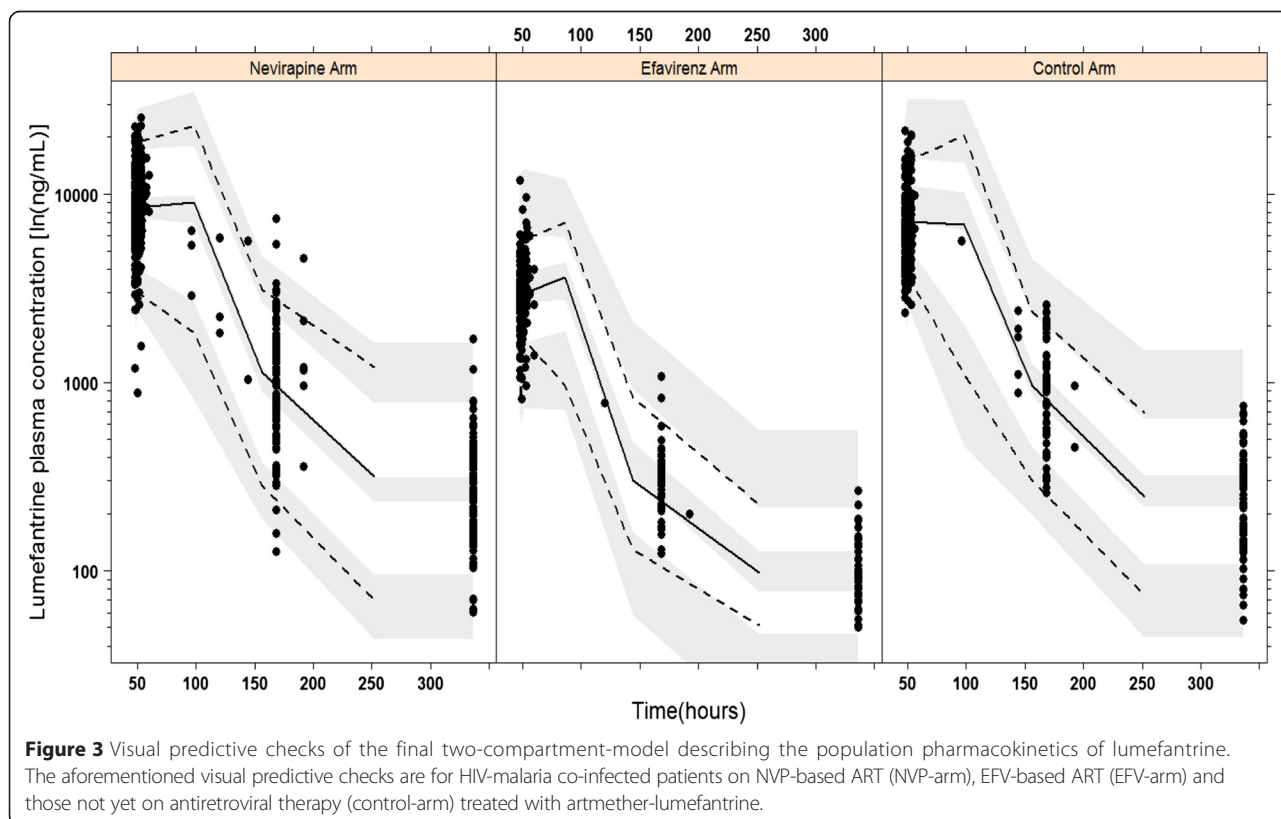 50 100 150 200 250 300
Nevirapine Arm Efavirenz Arm Control Arm
Lumefantrine plasma concentration [ln(ng/mL)]
10000
1000
100
50 100 150 200 250 300 50 100 150 200 250 300
Time(hours)
Figure 3 Visual predictive checks of the final two-compartment-model describing the population pharmacokinetics of lumefantrine.
The aforementioned visual predictive checks are for HIV-malaria co-infected patients on NVP-based ART (NVP-arm), EFV-based ART (EFV-arm) and
those not yet on antiretroviral therapy (control-arm) treated with artmether-lumefantrine.